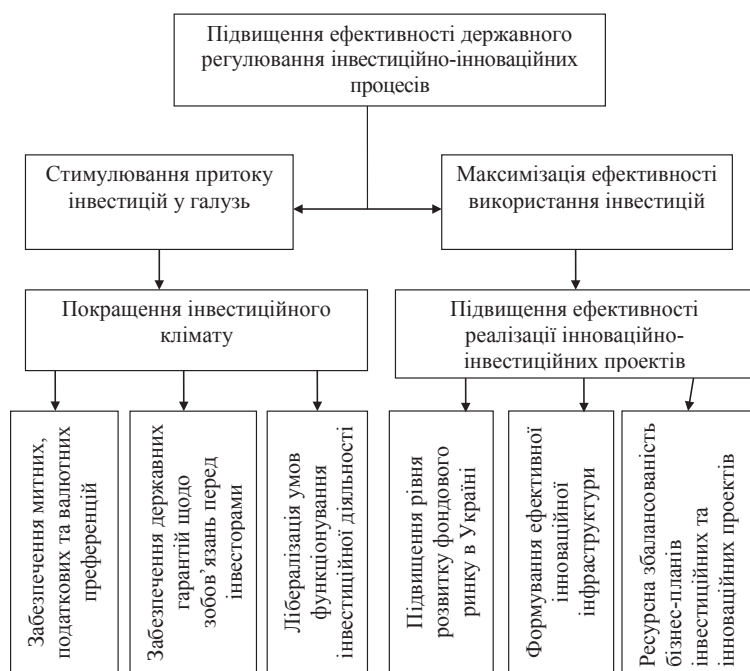 Підвищення ефективності державного
регулювання інвестиційно-інноваційних
процесів
Стимулювання притоку
інвестицій у галузь
Максимізація ефективності
використання інвестицій
Покращення інвестиційного
клімату
Підвищення ефективності
реалізації інноваційно-
інвестиційних проектів
Забезпечення митних,
податкових та валютних
преференцій
Забезпечення державних
гарантій щодо
зобов’язань перед
інвесторами
Лібералізація умов
функціонування
інвестиційної діяльності
Підвищення рівня
розвитку фондового
ринку в Україні
Формування ефективної
інноваційної
інфраструктури
Ресурсна збалансованість
бізнес-планів
інвестиційних та
інноваційних проектів